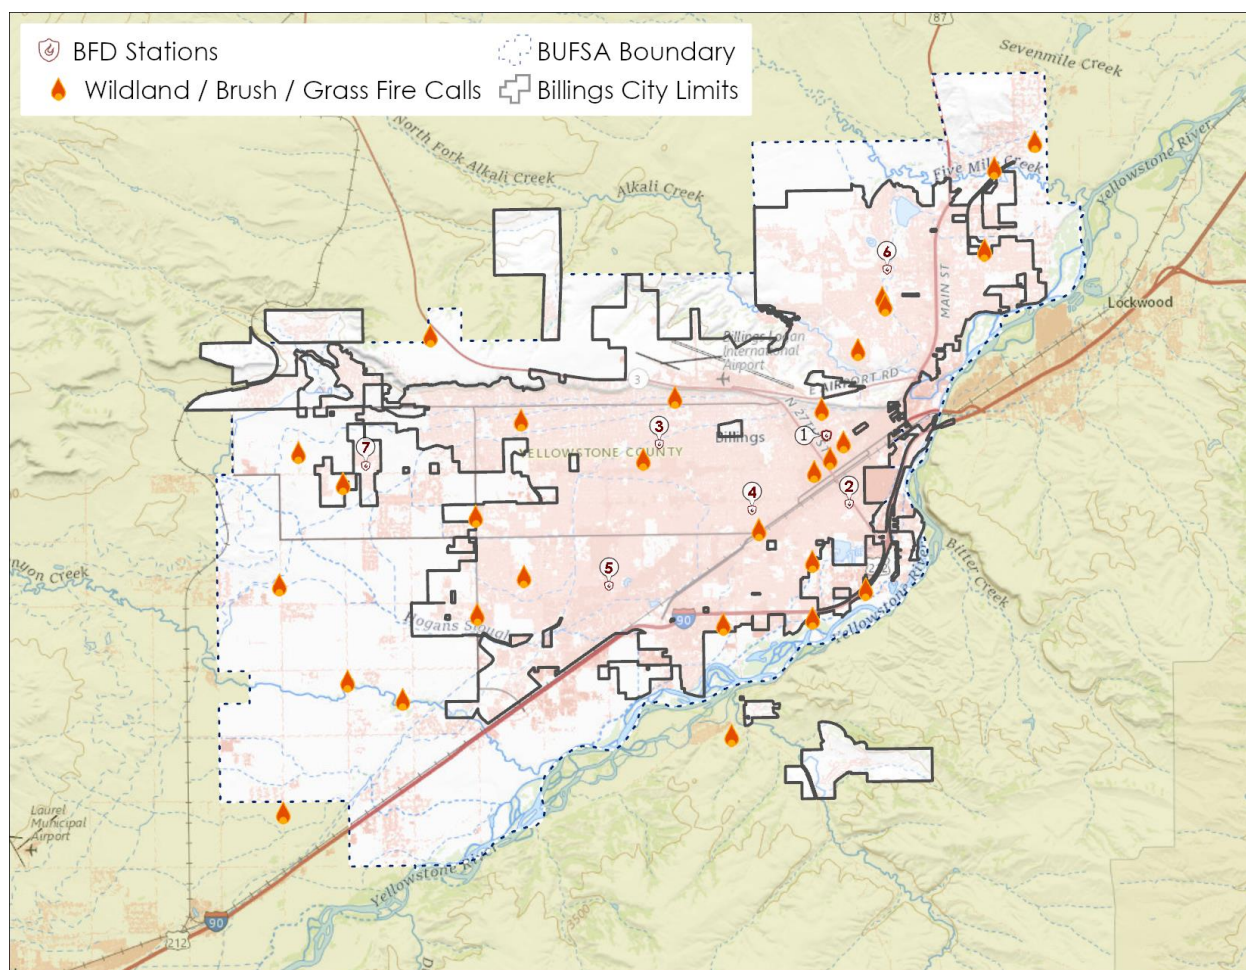 BFD Stations
BUFSA Boundary
Wildland / Brush / Grass Fire Calls
Billings City Limits
87
Sevenmile Creek
North Fork Alkali Creek
Alkali Creek
Five Mile Creek
Yellowstone River
6
MAIN ST
Lockwood
Billings Logan
International
Airport
3
E AIRPORT RD
N 27TH ST
3
1
Billings
YELLOWSTONE COUNTY
7
4
2
5
Bitter Creek
Hogans Slough
90
Yellowstone River
Laurel
Municipal
Airport
Yellowstone River
3500
90
212